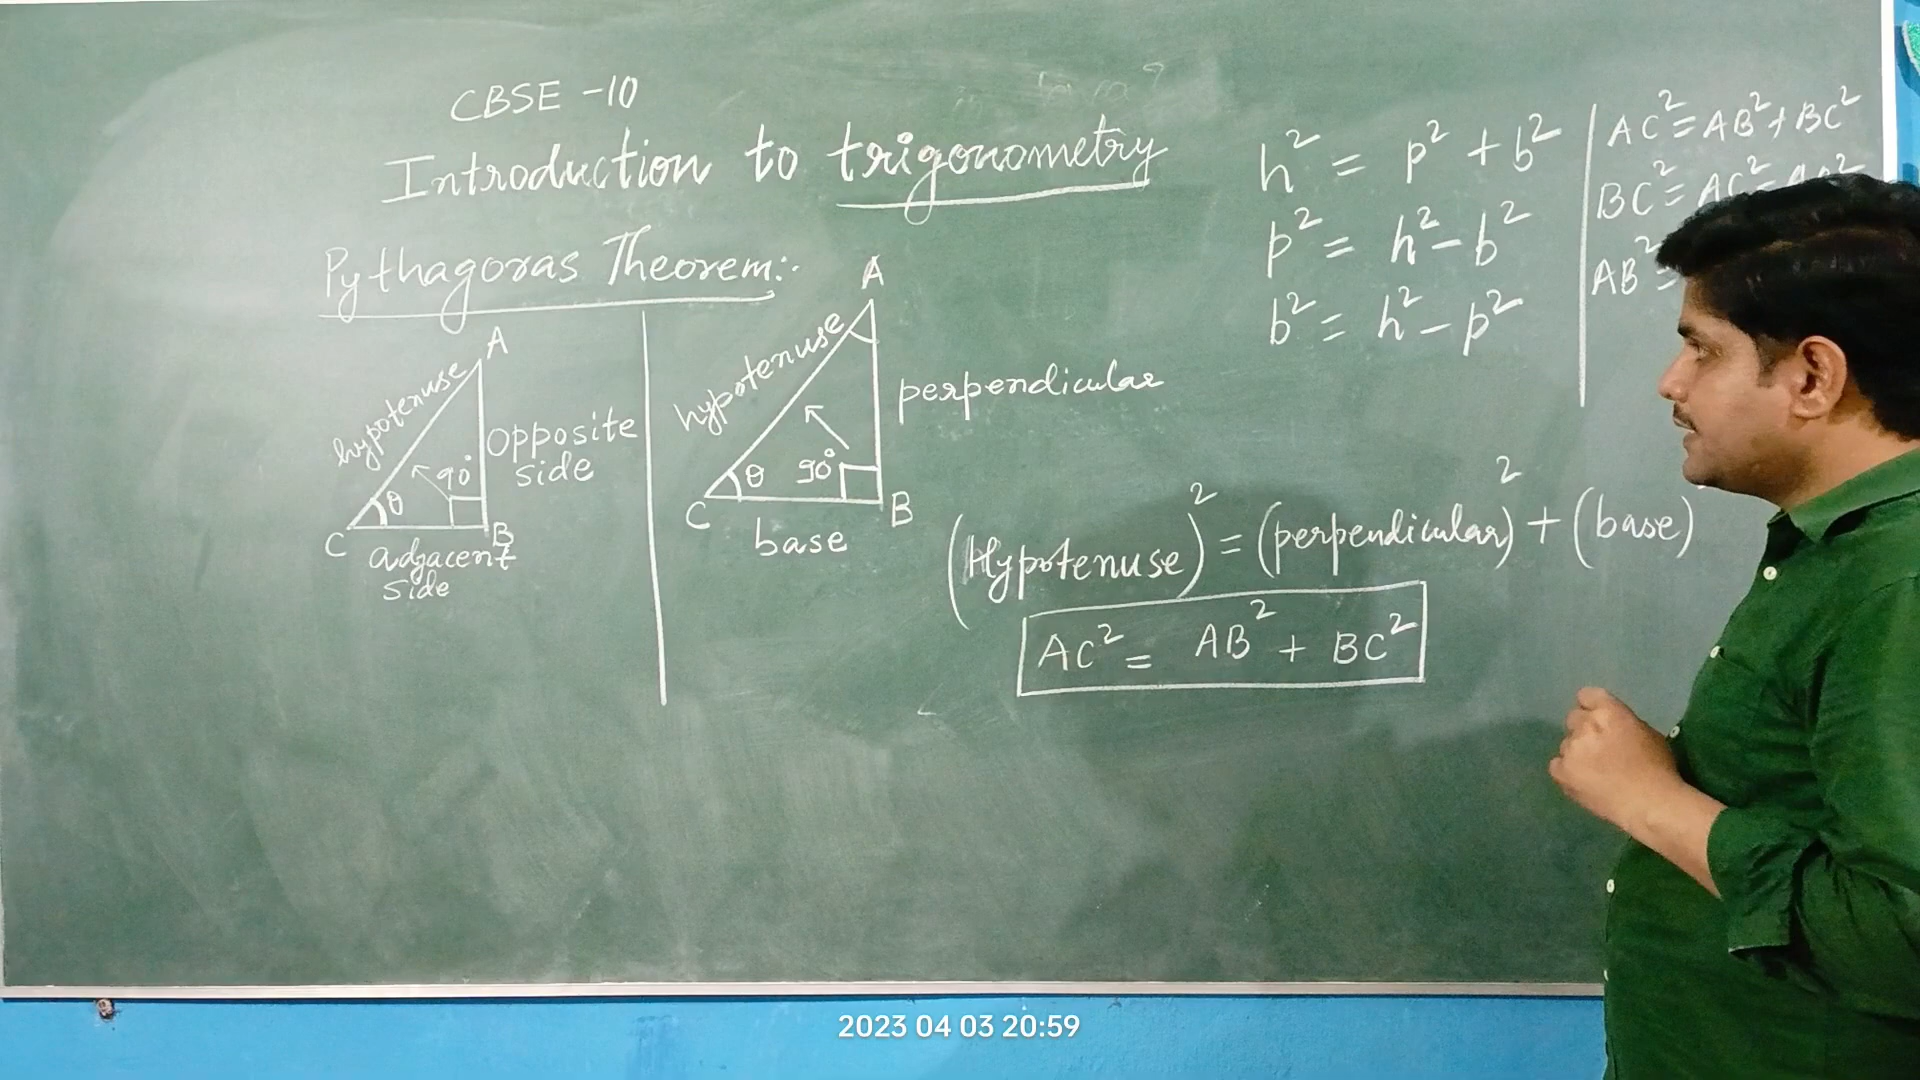 CBSE -10
Introduction to trigonometry
Pythagoras Theorem:-
A
hypotenuse
opposite
side
90°
θ
C
B
adjacent
side
A
hypotenuse
perpendicular
θ
90°
C
B
base
h² = p² + b²
p² = h² - b²
b² = h² - p²
AC² = AB² + BC²
BC² = AC² -
AB² =
(Hypotenuse)² = (perpendicular)² + (base)
AC² = AB² + BC²
2023 04 03 20:59